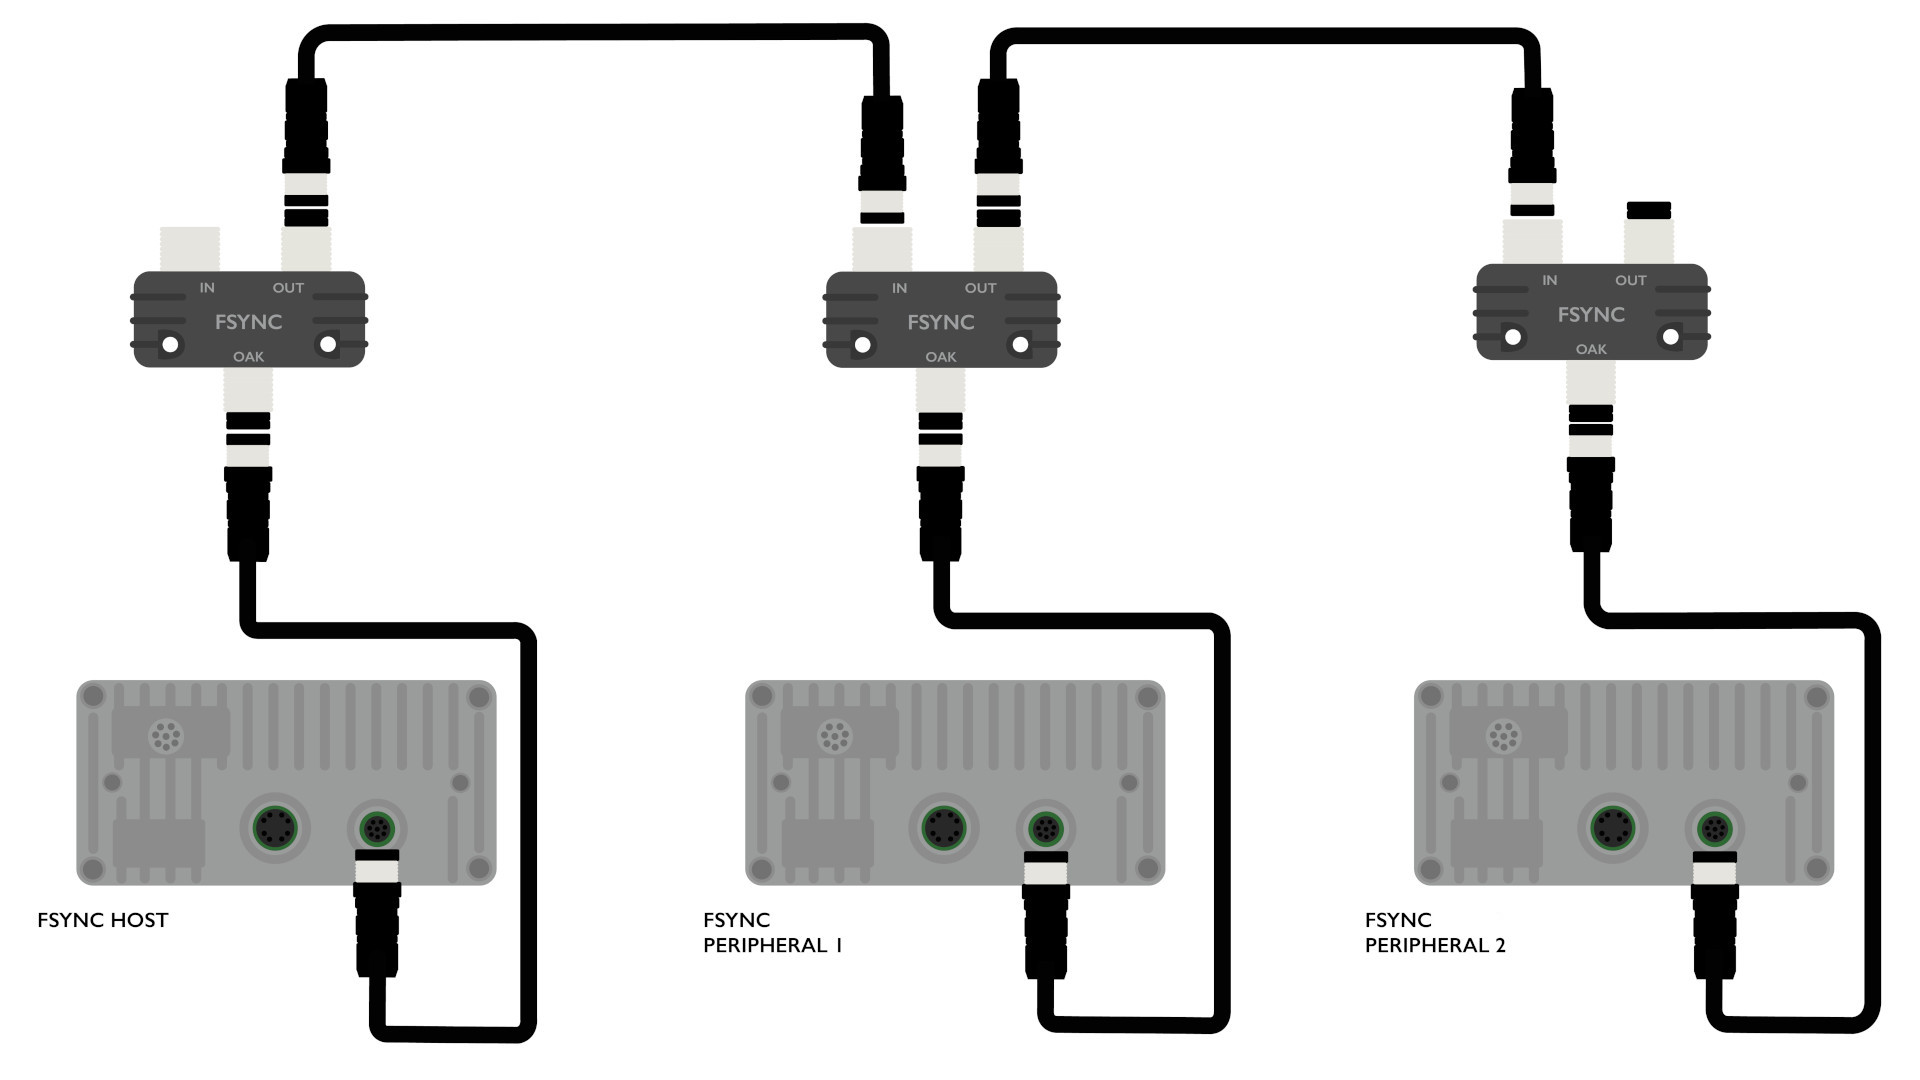 IN OUT
FSYNC
OAK
IN OUT
FSYNC
OAK
IN OUT
FSYNC
OAK
FSYNC HOST
FSYNC
PERIPHERAL 1
FSYNC
PERIPHERAL 2